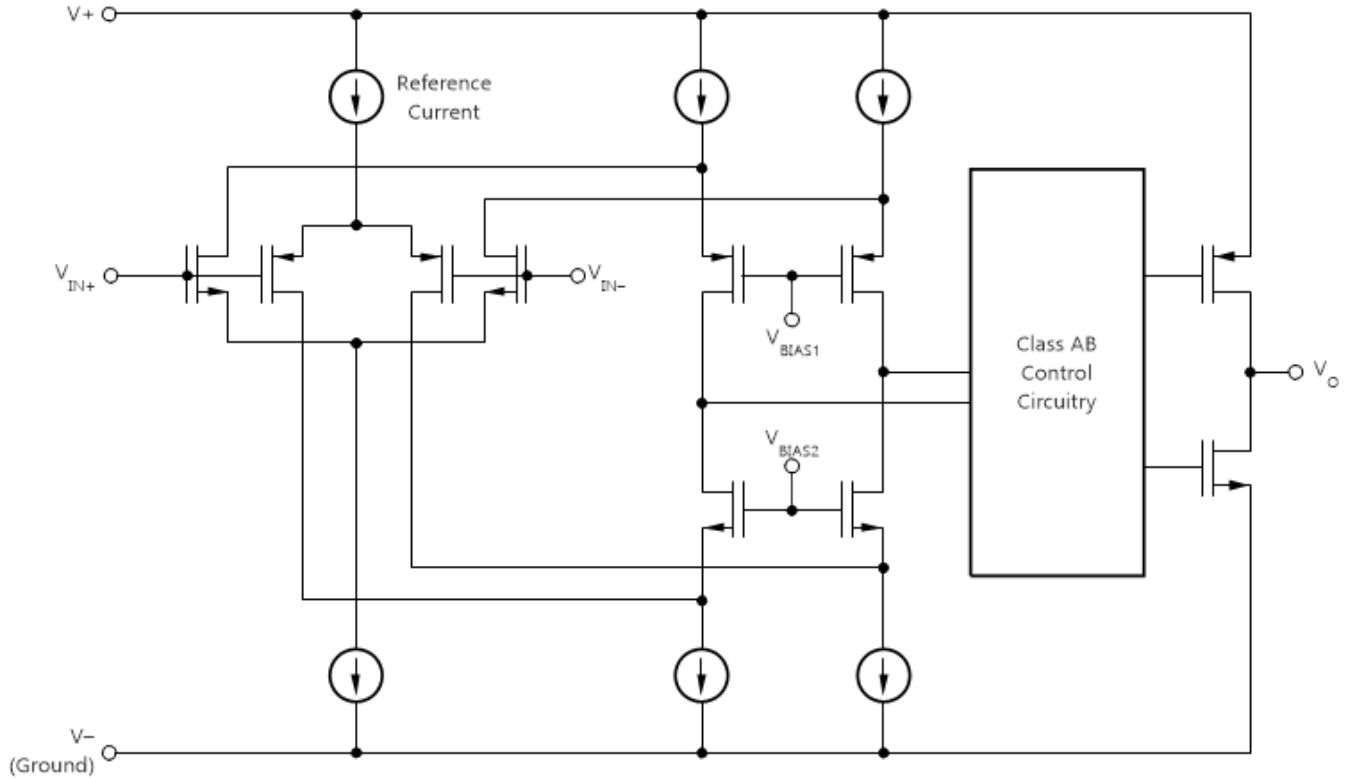 V+
Reference
Current
VIN+
VIN−
VBIAS1
Class AB
Control
Circuitry
VO
VBIAS2
V−
(Ground)